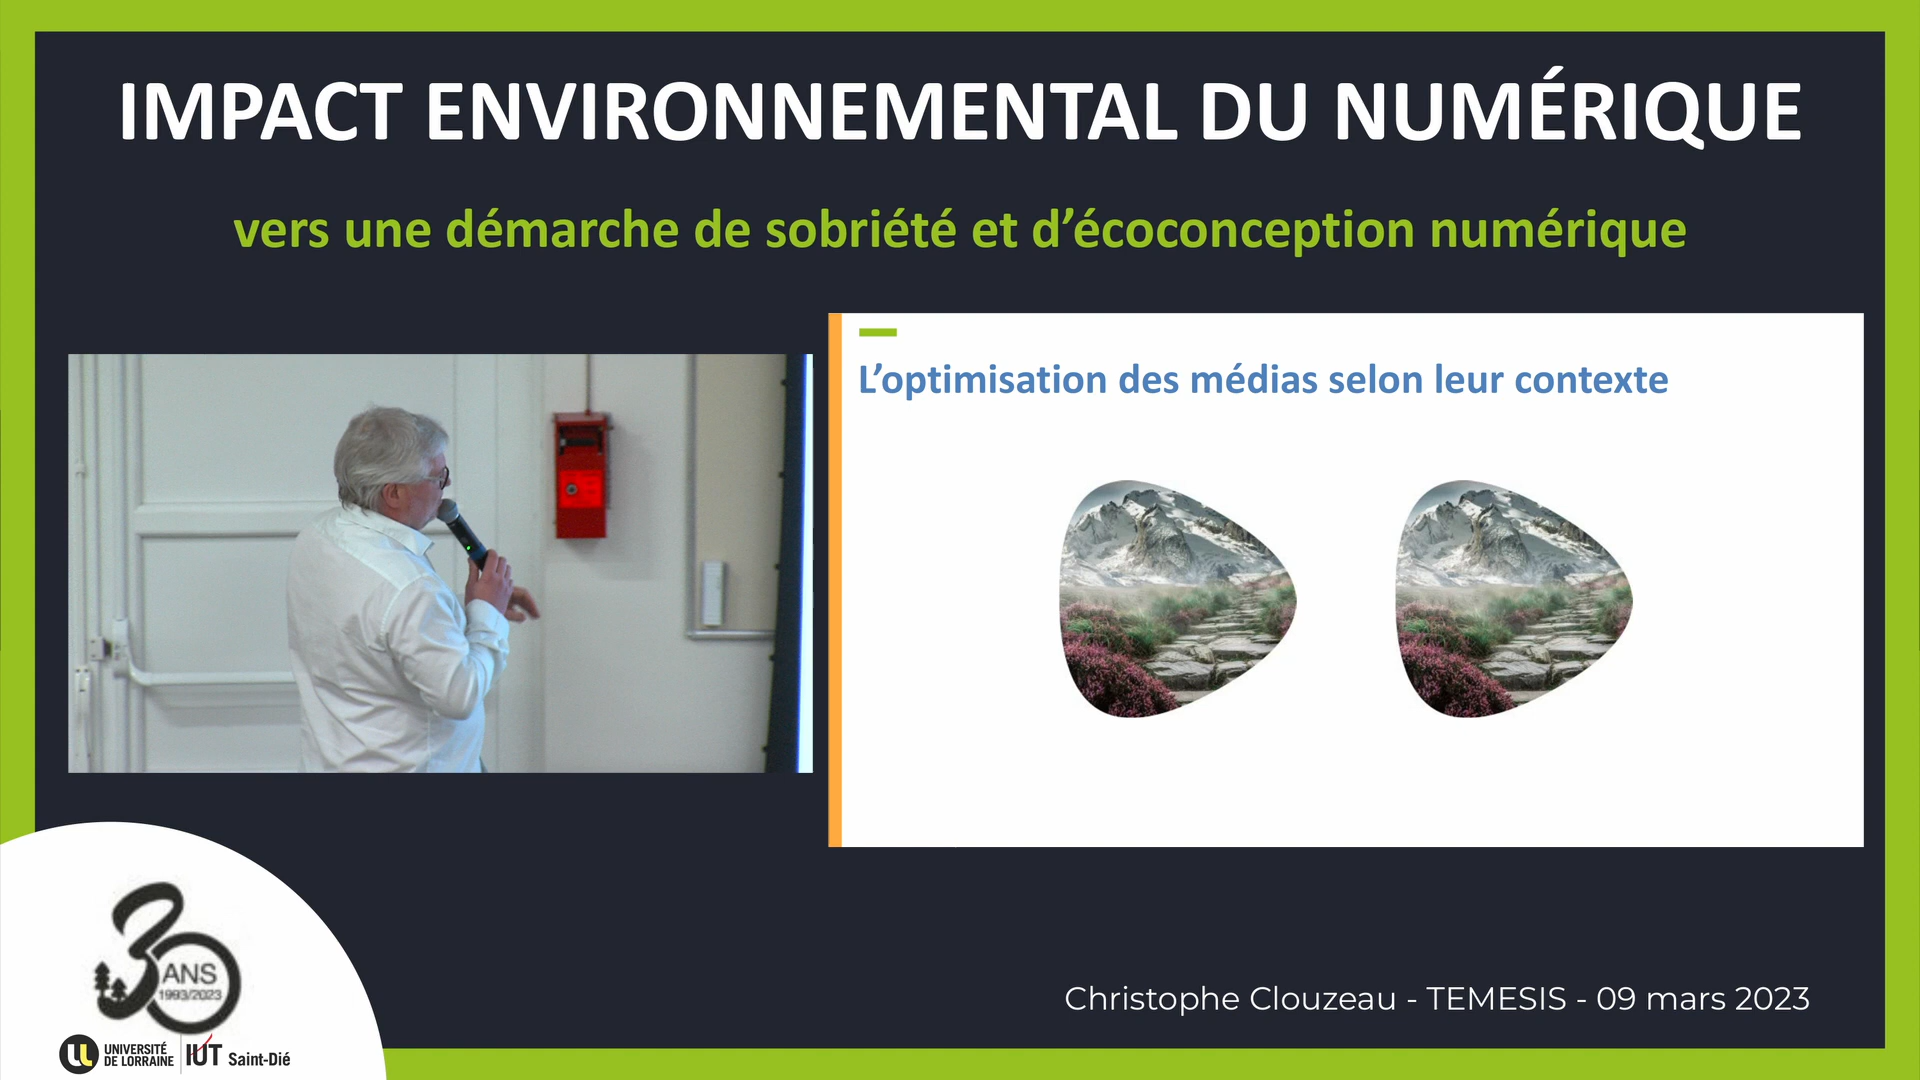 IMPACT ENVIRONNEMENTAL DU NUMÉRIQUE
vers une démarche de sobriété et d’écoconception numérique
L’optimisation des médias selon leur contexte
30
ANS
1993/2023
UNIVERSITÉ
DE LORRAINE
IUT Saint-Dié
Christophe Clouzeau - TEMESIS - 09 mars 2023